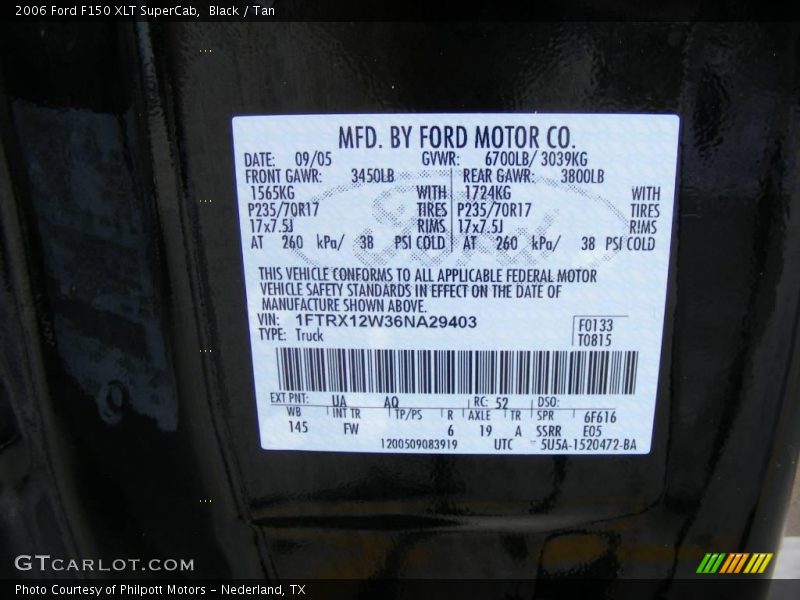 2006 Ford F150 XLT SuperCab, Black / Tan
MFD. BY FORD MOTOR CO.
DATE: 09/05 GVWR: 6700LB/ 3039KG
FRONT GAWR: 3450LB REAR GAWR: 3800LB
1565KG WITH 1724KG WITH
P235/70R17 TIRES P235/70R17 TIRES
17x7.5J RIMS 17x7.5J RIMS
AT 260 kPa/ 38 PSI COLD AT 260 kPa/ 38 PSI COLD
THIS VEHICLE CONFORMS TO ALL APPLICABLE FEDERAL MOTOR
VEHICLE SAFETY STANDARDS IN EFFECT ON THE DATE OF
MANUFACTURE SHOWN ABOVE.
VIN: 1FTRX12W36NA29403 F0133
TYPE: Truck T0815
EXT PNT: UA AQ RC: 52 DSO:
WB INT TR TP/PS R AXLE TR SPR 6F616
145 FW 6 19 A SSRR E05
1200509083919 UTC 5U5A-1520472-BA
GTCARLOT.COM
Photo Courtesy of Philpott Motors - Nederland, TX